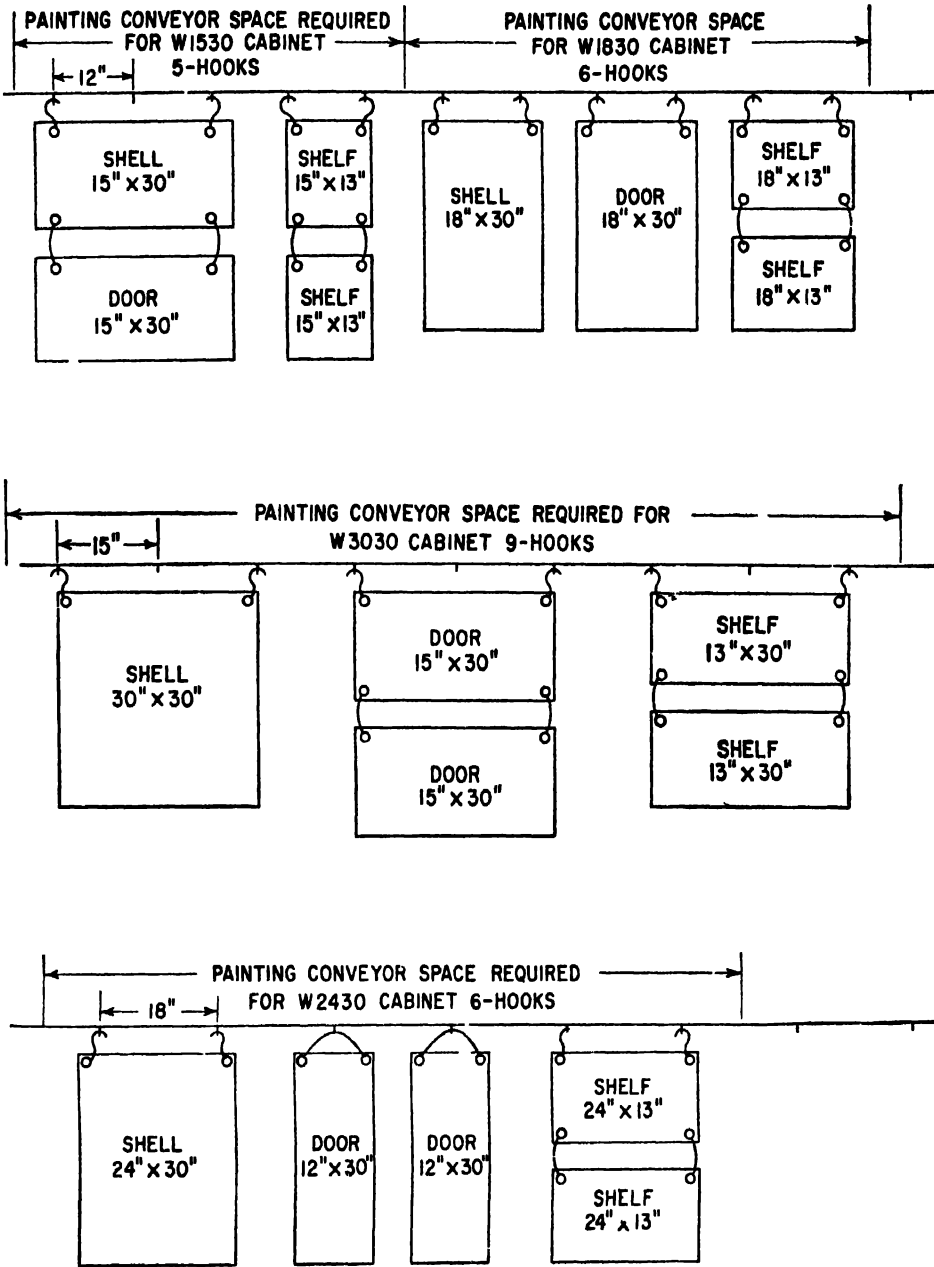 PAINTING CONVEYOR SPACE REQUIRED
FOR W1530 CABINET
5-HOOKS
PAINTING CONVEYOR SPACE
FOR W1830 CABINET
6-HOOKS
12"
SHELL
15" X 30"
SHELF
15" X 13"
SHELL
18" X 30"
DOOR
18" X 30"
SHELF
18" X 13"
DOOR
15" X 30"
SHELF
15" X 13"
SHELF
18" X 13"
PAINTING CONVEYOR SPACE REQUIRED FOR
W3030 CABINET 9-HOOKS
15"
SHELL
30" X 30"
DOOR
15" X 30"
SHELF
13" X 30"
DOOR
15" X 30"
SHELF
13" X 30"
PAINTING CONVEYOR SPACE REQUIRED
FOR W2430 CABINET 6-HOOKS
18"
SHELL
24" X 30"
DOOR
12" X 30"
DOOR
12" X 30"
SHELF
24" X 13"
SHELF
24" X 13"